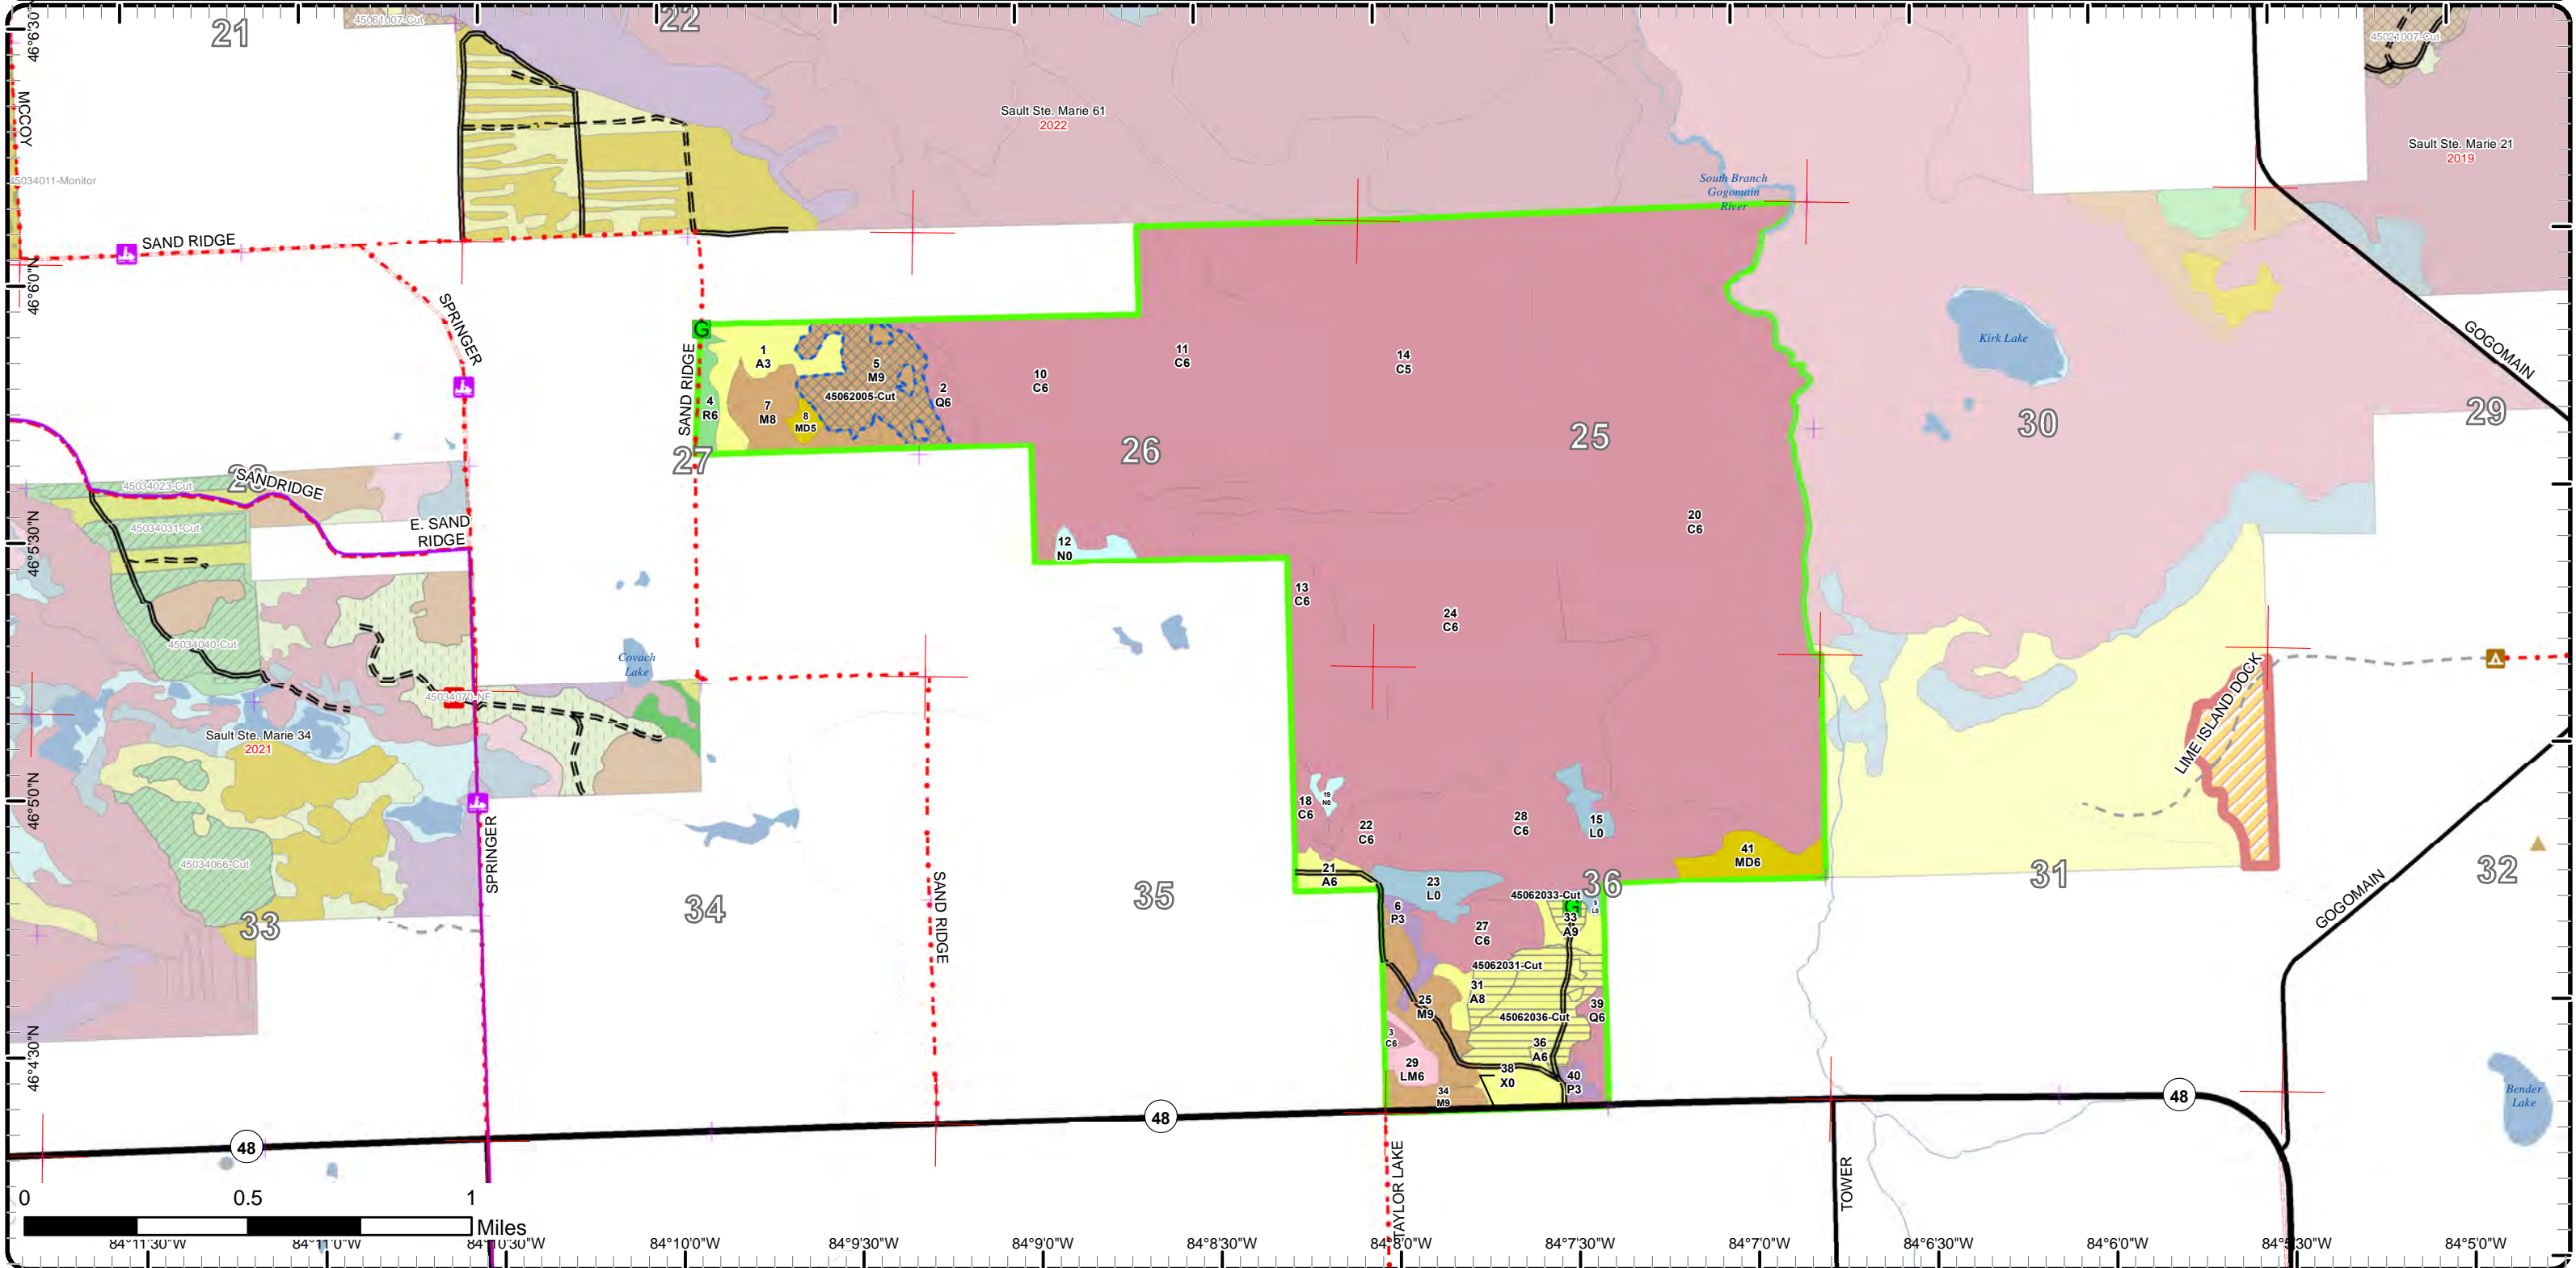 45061007-Cut
21
22
45021007-Cut
46°6'30"N
MCCOY
Sault Ste. Marie 61
2022
Sault Ste. Marie 21
2019
45034011-Monitor
South Branch
Gogomain
River
SAND RIDGE
46°6'0"N
SPRINGER
G
SAND RIDGE
1
A3
5
M9
45062005-Cut
2
Q6
4
R6
7
M8
8
MD5
10
C6
11
C6
14
C5
Kirk Lake
GOGOMAIN
27
26
25
30
29
45034023-Cut
SANDRIDGE
45034031-Cut
E. SAND
RIDGE
46°5'30"N
20
C6
12
N0
13
C6
24
C6
45034040-Cut
Covach
Lake
45034070-NF
LIME ISLAND DOCK
Sault Ste. Marie 34
2021
46°5'0"N
SPRINGER
19
N0
18
C6
22
C6
28
C6
15
L0
41
MD6
45034066-Cut
21
A6
23
L0
36
31
32
33
34
35
SAND RIDGE
45062033-Cut
G
9
L0
6
P3
33
A9
27
C6
GOGOMAIN
45062031-Cut
31
A8
25
M9
39
Q6
45062036-Cut
3
C6
36
A6
46°4'30"N
29
LM6
38
X0
40
P3
34
M9
Bender
Lake
48
48
48
TAYLOR LAKE
TOWER
0 0.5 1
Miles
84°11'30"W 84°11'0"W 84°10'30"W 84°10'0"W 84°9'30"W 84°9'0"W 84°8'30"W 84°8'0"W 84°7'30"W 84°7'0"W 84°6'30"W 84°6'0"W 84°5'30"W 84°5'0"W